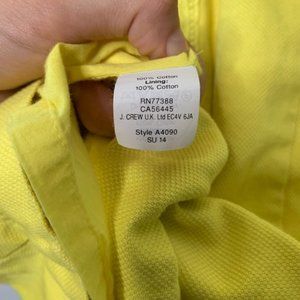 100% Cotton
Lining:
100% Cotton
RN77388
CA56445
J. CREW U.K. Ltd EC4V 6JA
Style A4090
SU 14